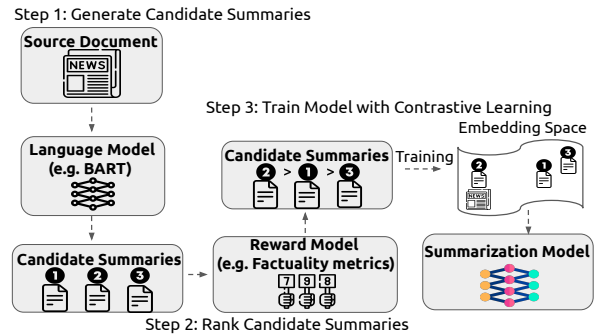 Step 1: Generate Candidate Summaries
Source Document
NEWS
Language Model
(e.g. BART)
Candidate Summaries
1 2 3
Reward Model
(e.g. Factuality metrics)
7 9 8
Step 2: Rank Candidate Summaries
Step 3: Train Model with Contrastive Learning
Candidate Summaries
2 > 1 > 3
Training
Embedding Space
2 1 3
NEWS
Summarization Model